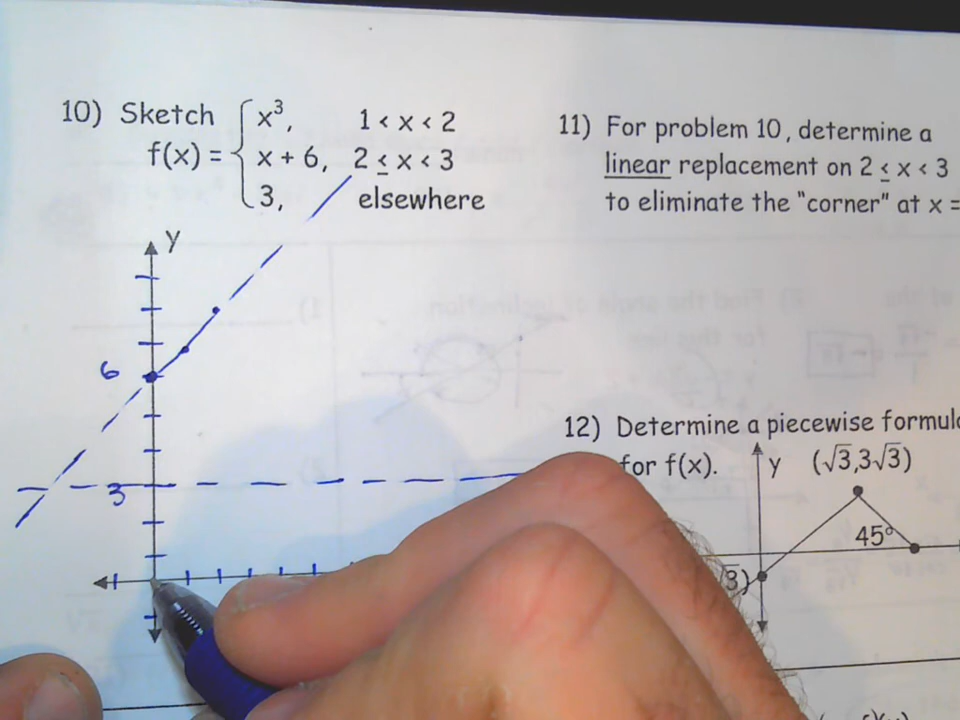 10) Sketch
f(x) = { x³, 1 < x < 2
x + 6, 2 ≤ x < 3
3, elsewhere
y
6
3
11) For problem 10, determine a
linear replacement on 2 ≤ x < 3
to eliminate the "corner" at x =
12) Determine a piecewise
for f(x).
y (√3,3√3)
45°
3)